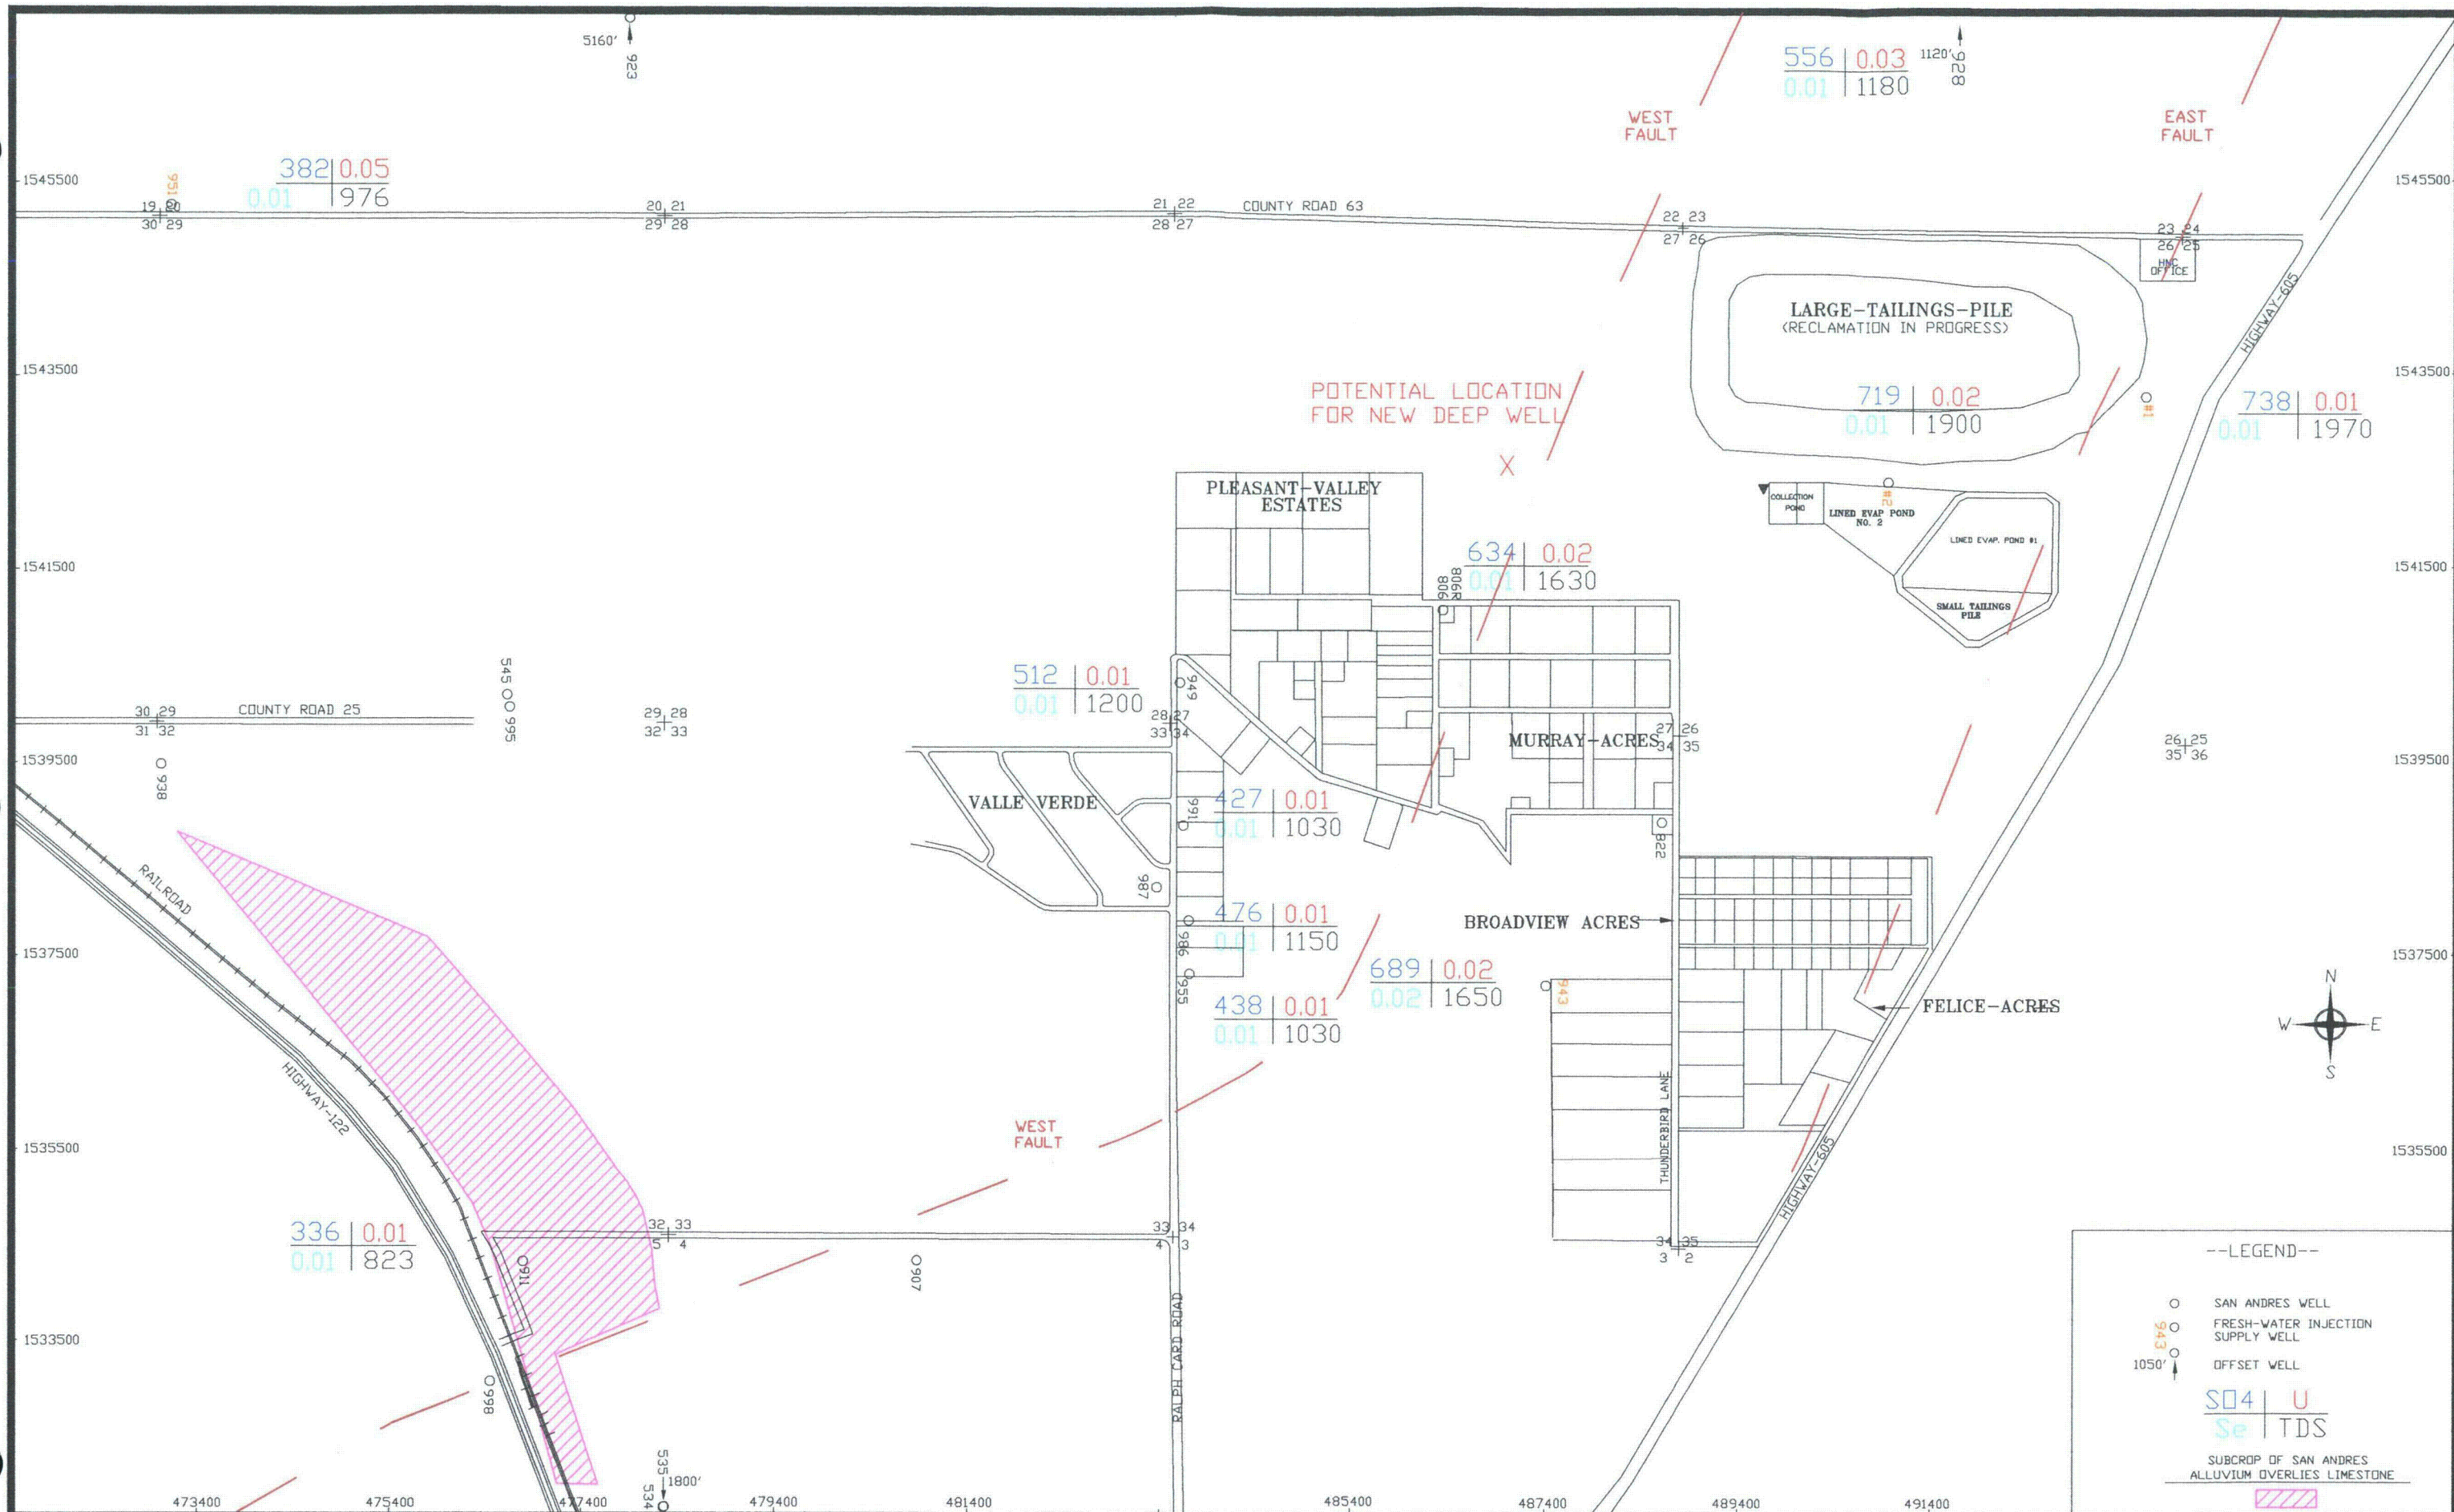 5160'
923
556 0.03
0.01 1180
1120'
928
WEST
FAULT
EAST
FAULT
382 0.05
0.01 976
951
1545500
1545500
19 20
30 29
20 21
29 28
21 22
28 27
COUNTY ROAD 63
22 23
27 26
23 24
26 25
HMC
OFFICE
HIGHWAY-605
LARGE-TAILINGS-PILE
(RECLAMATION IN PROGRESS)
1543500
1543500
POTENTIAL LOCATION
FOR NEW DEEP WELL
X
719 0.02
0.01 1900
#1
738 0.01
0.01 1970
PLEASANT-VALLEY
ESTATES
COLLECTION
POND
#2
LINED EVAP POND
NO. 2
LINED EVAP. POND #1
SMALL TAILINGS
PILE
1541500
1541500
634 0.02
0.01 1630
806
806R
512 0.01
0.01 1200
949
545
995
30 29
31 32
COUNTY ROAD 25
29 28
32 33
28 27
33 34
27 26
34 35
26 25
35 36
MURRAY-ACRES
1539500
1539500
938
VALLE VERDE
991
427 0.01
0.01 1030
822
RAILROAD
987
476 0.01
0.01 1150
986
BROADVIEW ACRES
1537500
1537500
689 0.02
0.02 1650
943
955
438 0.01
0.01 1030
FELICE-ACRES
N
W
E
S
HIGHWAY-122
WEST
FAULT
THUNDERBIRD LANE
1535500
1535500
HIGHWAY-605
336 0.01
0.01 823
32 33
5 4
33 34
4 3
34 35
3 2
911
907
1533500
RALPH CARD ROAD
998
535
534
1800'
473400
475400
477400
479400
481400
485400
487400
489400
491400
--LEGEND--
SAN ANDRES WELL
943
FRESH-WATER INJECTION
SUPPLY WELL
1050'
OFFSET WELL
SO4 U
Se TDS
SUBCROP OF SAN ANDRES
ALLUVIUM OVERLIES LIMESTONE